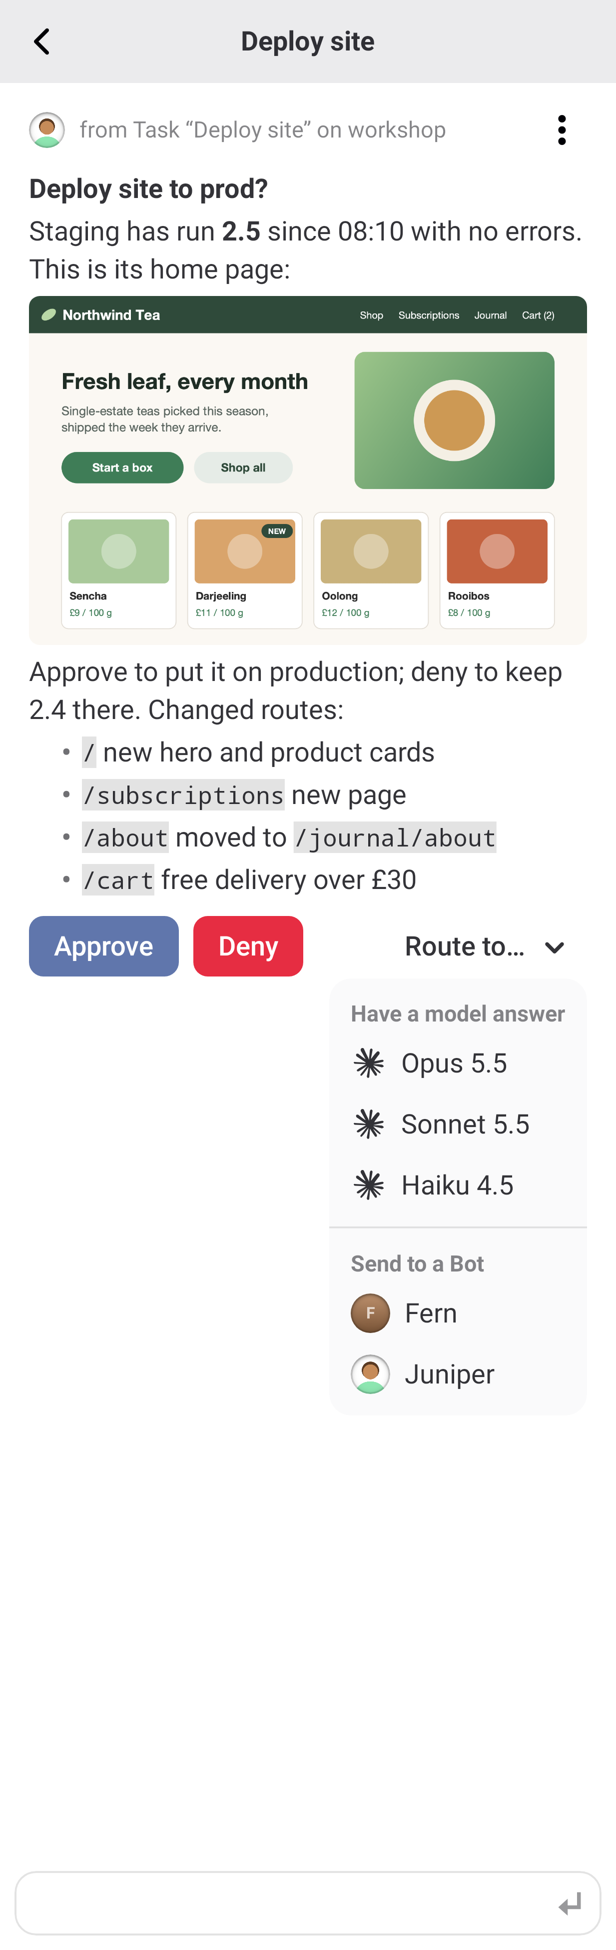 Deploy site
from Task “Deploy site” on workshop
Deploy site to prod?
Staging has run 2.5 since 08:10 with no errors.
This is its home page:
Northwind Tea
Shop Subscriptions Journal Cart (2)
Fresh leaf, every month
Single-estate teas picked this season,
shipped the week they arrive.
Start a box Shop all
NEW
Sencha Darjeeling Oolong Rooibos
£9 / 100 g £11 / 100 g £12 / 100 g £8 / 100 g
Approve to put it on production; deny to keep
2.4 there. Changed routes:
• / new hero and product cards
• /subscriptions new page
• /about moved to /journal/about
• /cart free delivery over £30
Approve Deny Route to...
Have a model answer
Opus 5.5
Sonnet 5.5
Haiku 4.5
Send to a Bot
F Fern
Juniper